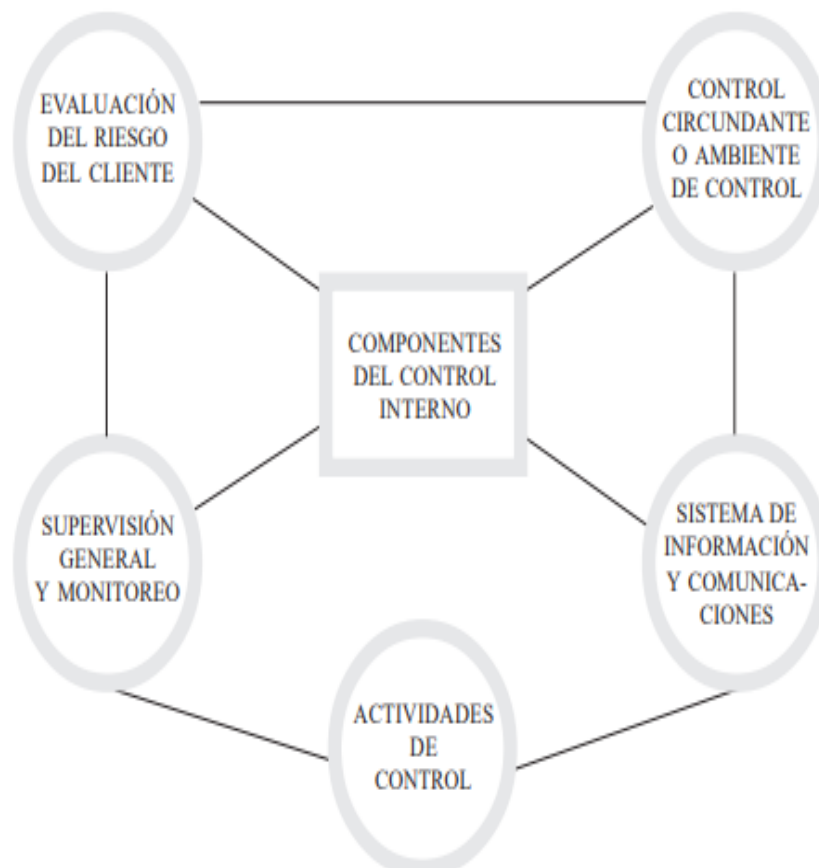 EVALUACIÓN
DEL RIESGO
DEL CLIENTE
CONTROL
CIRCUNDANTE
O AMBIENTE
DE CONTROL
COMPONENTES
DEL CONTROL
INTERNO
SUPERVISIÓN
GENERAL
Y MONITOREO
SISTEMA DE
INFORMACIÓN
Y COMUNICA-
CIONES
ACTIVIDADES
DE
CONTROL